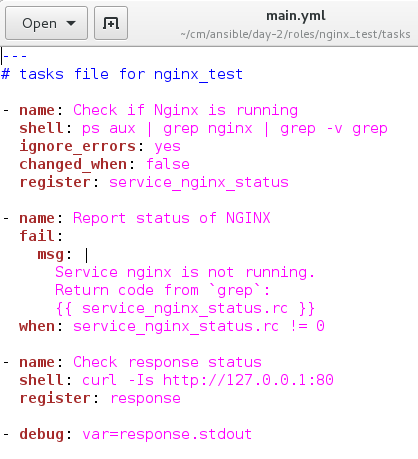 Open
main.yml
~/cm/ansible/day-2/roles/nginx_test/tasks
---
# tasks file for nginx_test
- name: Check if Nginx is running
  shell: ps aux | grep nginx | grep -v grep
  ignore_errors: yes
  changed_when: false
  register: service_nginx_status
- name: Report status of NGINX
  fail:
    msg: |
      Service nginx is not running.
      Return code from `grep`:
      {{ service_nginx_status.rc }}
  when: service_nginx_status.rc != 0
- name: Check response status
  shell: curl -Is http://127.0.0.1:80
  register: response
- debug: var=response.stdout